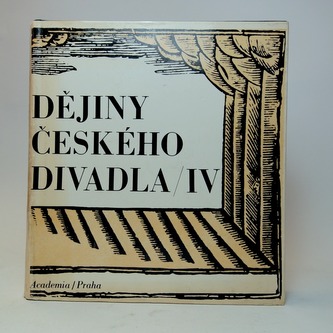 DĚJINY
ČESKÉHO
DIVADLA/IV
Academia/Praha